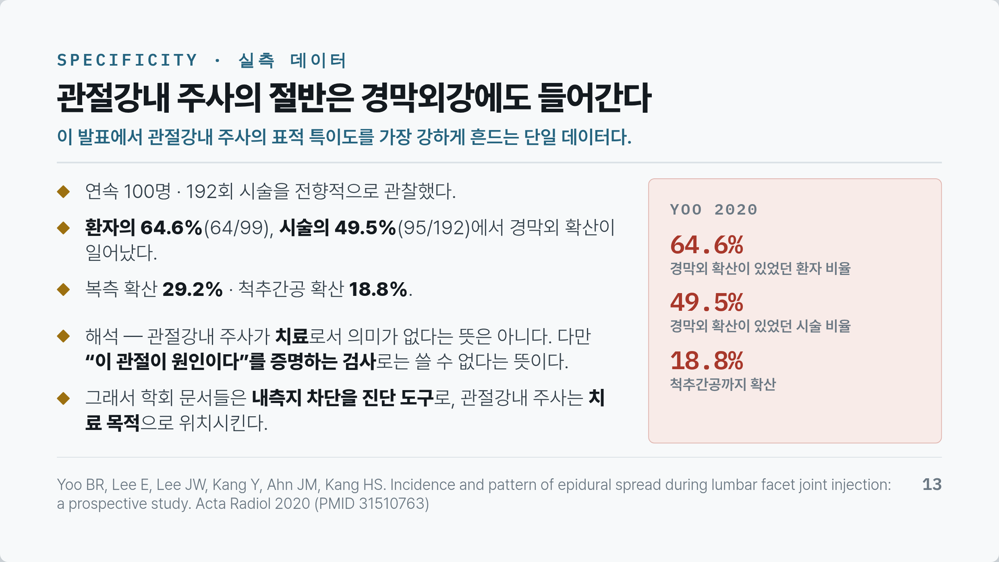 SPECIFICITY · 실측 데이터
관절강내 주사의 절반은 경막외강에도 들어간다
이 발표에서 관절강내 주사의 표적 특이도를 가장 강하게 흔드는 단일 데이터다.
연속 100명 · 192회 시술을 전향적으로 관찰했다.
환자의 64.6%(64/99), 시술의 49.5%(95/192)에서 경막외 확산이
일어났다.
복측 확산 29.2% · 척추간공 확산 18.8%.
해석 — 관절강내 주사가 치료로서 의미가 없다는 뜻은 아니다. 다만
“이 관절이 원인이다”를 증명하는 검사로는 쓸 수 없다는 뜻이다.
그래서 학회 문서들은 내측지 차단을 진단 도구로, 관절강내 주사는 치
료 목적으로 위치시킨다.
YOO 2020
64.6%
경막외 확산이 있었던 환자 비율
49.5%
경막외 확산이 있었던 시술 비율
18.8%
척추간공까지 확산
Yoo BR, Lee E, Lee JW, Kang Y, Ahn JM, Kang HS. Incidence and pattern of epidural spread during lumbar facet joint injection:
a prospective study. Acta Radiol 2020 (PMID 31510763)
13